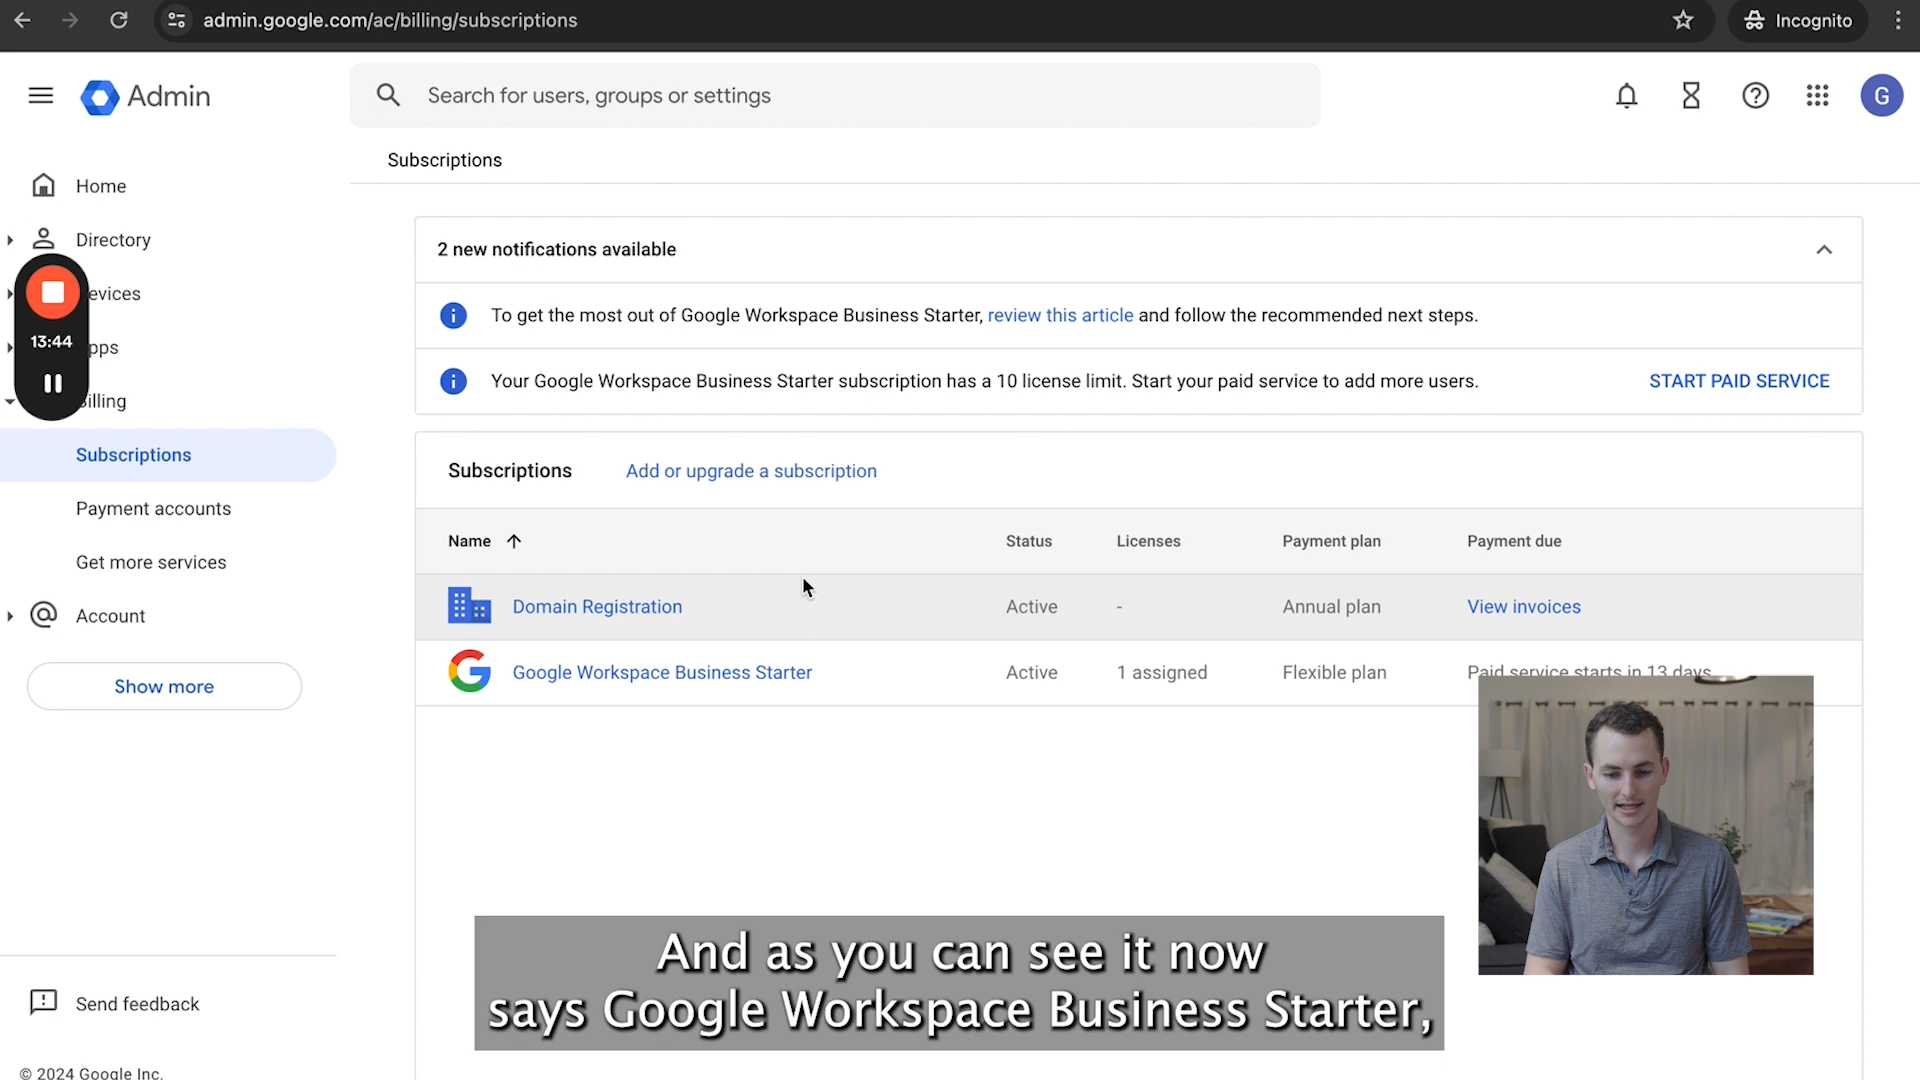 admin.google.com/ac/billing/subscriptions
Incognito
Admin
Search for users, groups or settings
G
Subscriptions
Home
Directory
evices
pps
illing
13:44
Subscriptions
Payment accounts
Get more services
Account
Show more
Send feedback
© 2024 Google Inc.
2 new notifications available
To get the most out of Google Workspace Business Starter, review this article and follow the recommended next steps.
Your Google Workspace Business Starter subscription has a 10 license limit. Start your paid service to add more users. START PAID SERVICE
Subscriptions Add or upgrade a subscription
Name Status Licenses Payment plan Payment due
Domain Registration Active - Annual plan View invoices
Google Workspace Business Starter Active 1 assigned Flexible plan Paid service starts in 13 days
And as you can see it now
says Google Workspace Business Starter,